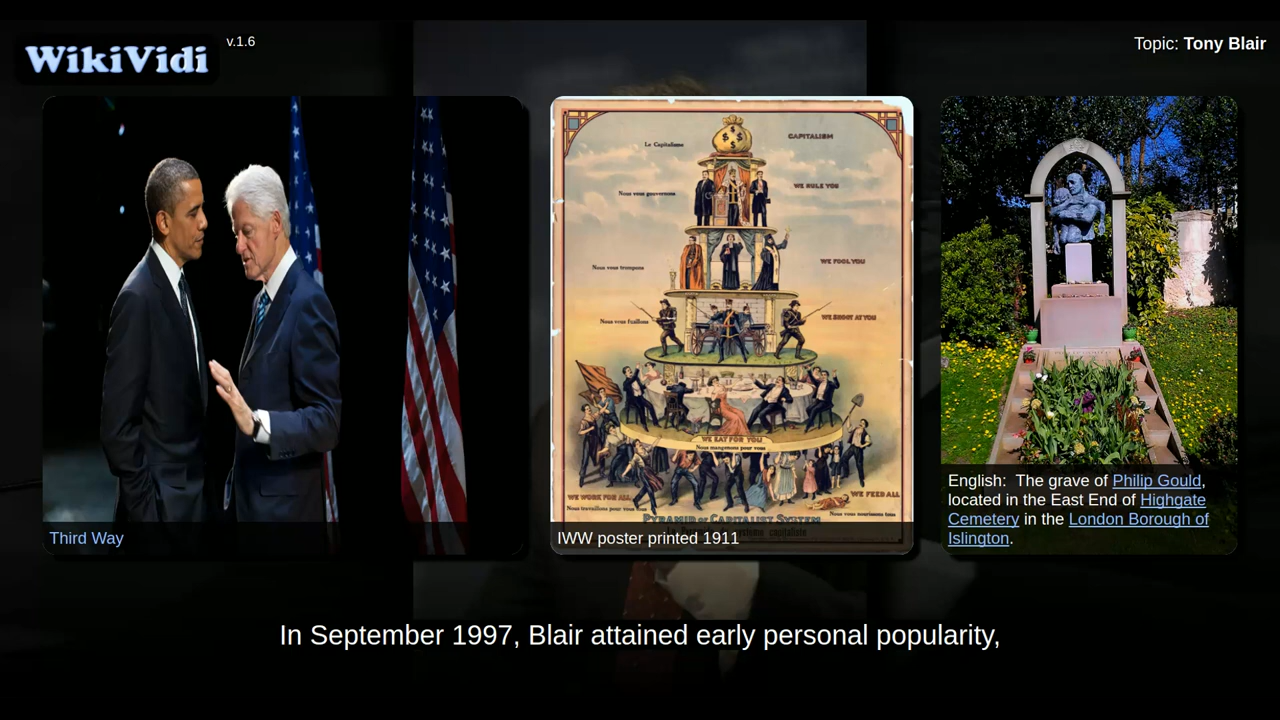 WikiVidi
v.1.6
Topic: Tony Blair
Le Capitalisme
CAPITALISM
Nous vous gouvernons
WE RULE YOU
Nous vous trompons
WE FOOL YOU
Nous vous fusillons
WE SHOOT AT YOU
WE EAT FOR YOU
Nous mangeons pour vous
WE WORK FOR ALL
WE FEED ALL
Nous travaillons pour vous
Nous vous nourissons tous
PYRAMID OF CAPITALIST SYSTEM
Third Way
IWW poster printed 1911
English: The grave of Philip Gould,
located in the East End of Highgate
Cemetery in the London Borough of
Islington.
In September 1997, Blair attained early personal popularity,